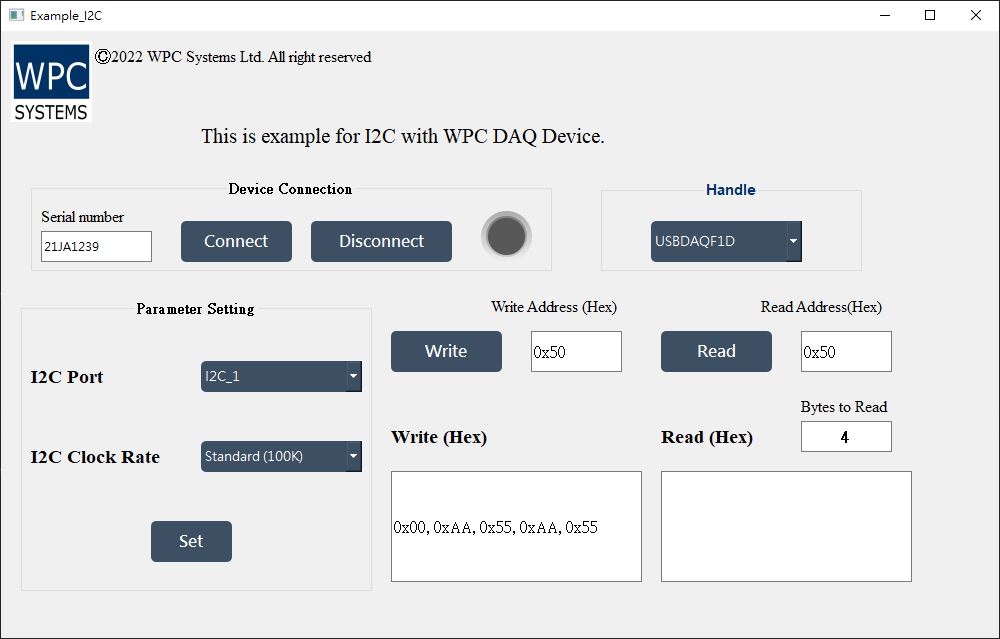 Example_I2C
WPC
SYSTEMS
©2022 WPC Systems Ltd. All right reserved
This is example for I2C with WPC DAQ Device.
Device Connection
Serial number
21JA1239
Connect
Disconnect
Handle
USBDAQF1D
Parameter Setting
I2C Port
I2C_1
I2C Clock Rate
Standard (100K)
Set
Write Address (Hex)
Write
0x50
Read Address(Hex)
Read
0x50
Bytes to Read
4
Write (Hex)
0x00, 0xAA, 0x55, 0xAA, 0x55
Read (Hex)